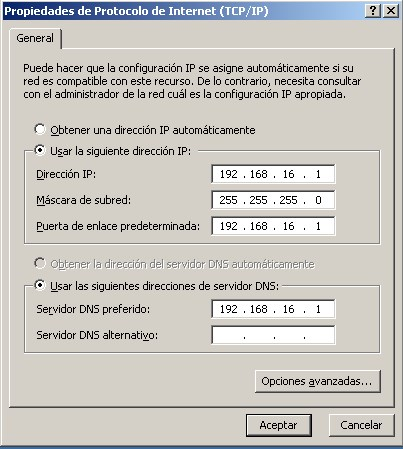 Propiedades de Protocolo de Internet (TCP/IP)
General
Puede hacer que la configuración IP se asigne automáticamente si su
red es compatible con este recurso. De lo contrario, necesita consultar
con el administrador de la red cuál es la configuración IP apropiada.
Obtener una dirección IP automáticamente
Usar la siguiente dirección IP:
Dirección IP: 192 . 168 . 16 . 1
Máscara de subred: 255 . 255 . 255 . 0
Puerta de enlace predeterminada: 192 . 168 . 16 . 1
Obtener la dirección del servidor DNS automáticamente
Usar las siguientes direcciones de servidor DNS:
Servidor DNS preferido: 192 . 168 . 16 . 1
Servidor DNS alternativo: . . .
Opciones avanzadas...
Aceptar Cancelar